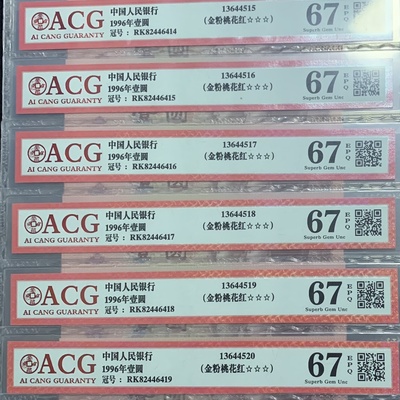 ACG
AI CANG GUARANTY
中国人民银行
1996年壹圆
冠号：RK82446414
13644515
（金粉桃花红☆☆☆）
67 EPQ
Superb Gem Unc
ACG
AI CANG GUARANTY
中国人民银行
1996年壹圆
冠号：RK82446415
13644516
（金粉桃花红☆☆☆）
67 EPQ
Superb Gem Unc
ACG
AI CANG GUARANTY
中国人民银行
1996年壹圆
冠号：RK82446416
13644517
（金粉桃花红☆☆☆）
67 EPQ
Superb Gem Unc
ACG
AI CANG GUARANTY
中国人民银行
1996年壹圆
冠号：RK82446417
13644518
（金粉桃花红☆☆☆）
67 EPQ
Superb Gem Unc
ACG
AI CANG GUARANTY
中国人民银行
1996年壹圆
冠号：RK82446418
13644519
（金粉桃花红☆☆☆）
67 EPQ
Superb Gem Unc
ACG
AI CANG GUARANTY
中国人民银行
1996年壹圆
冠号：RK82446419
13644520
（金粉桃花红☆☆☆）
67 EPQ
Superb Gem Unc